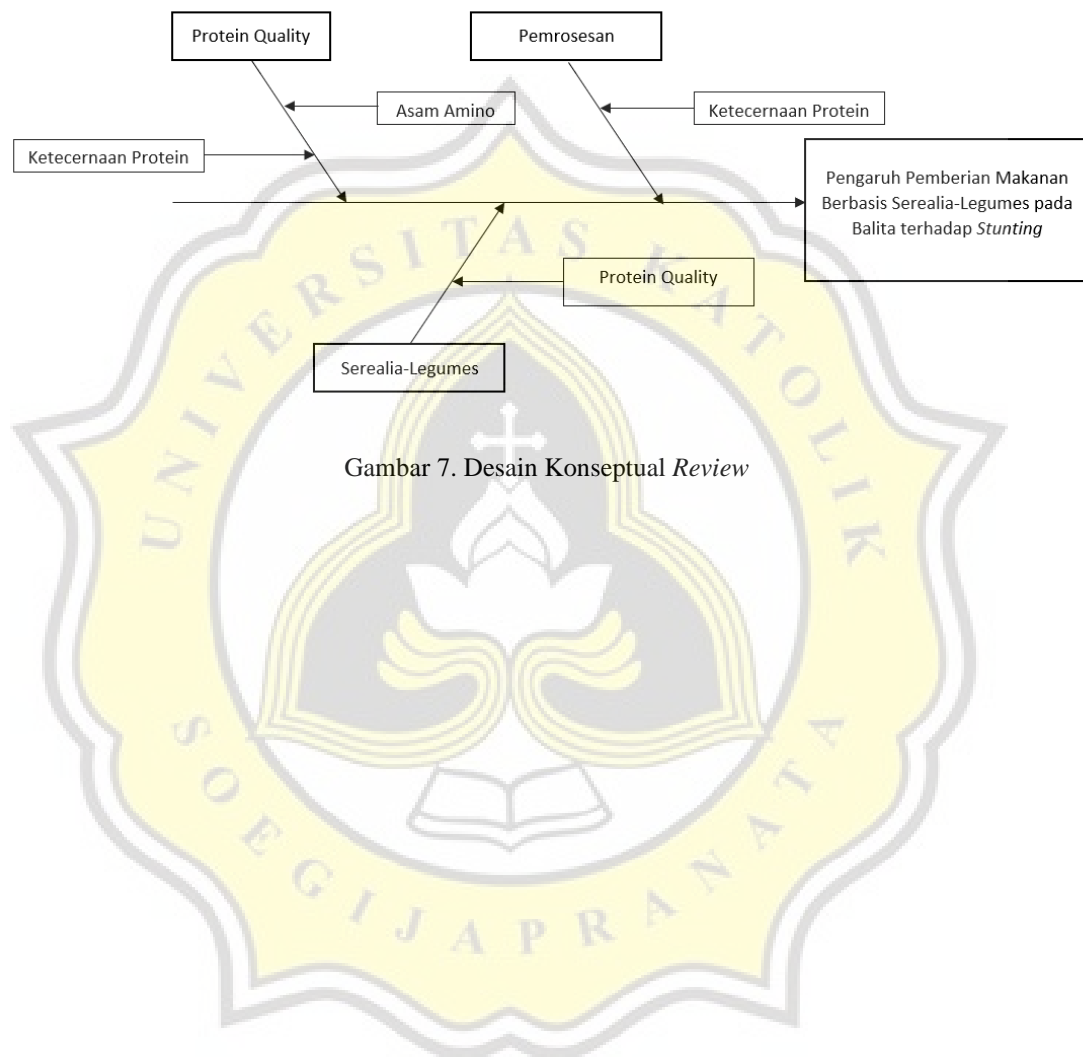 Protein Quality
Pemrosesan
Asam Amino
Ketecernaan Protein
Ketecernaan Protein
Pengaruh Pemberian Makanan
Berbasis Serealia-Legumes pada
Balita terhadap Stunting
Protein Quality
Serealia-Legumes
Gambar 7. Desain Konseptual Review
UNIVERSITAS KATOLIK
SOEGIJAPRANATA